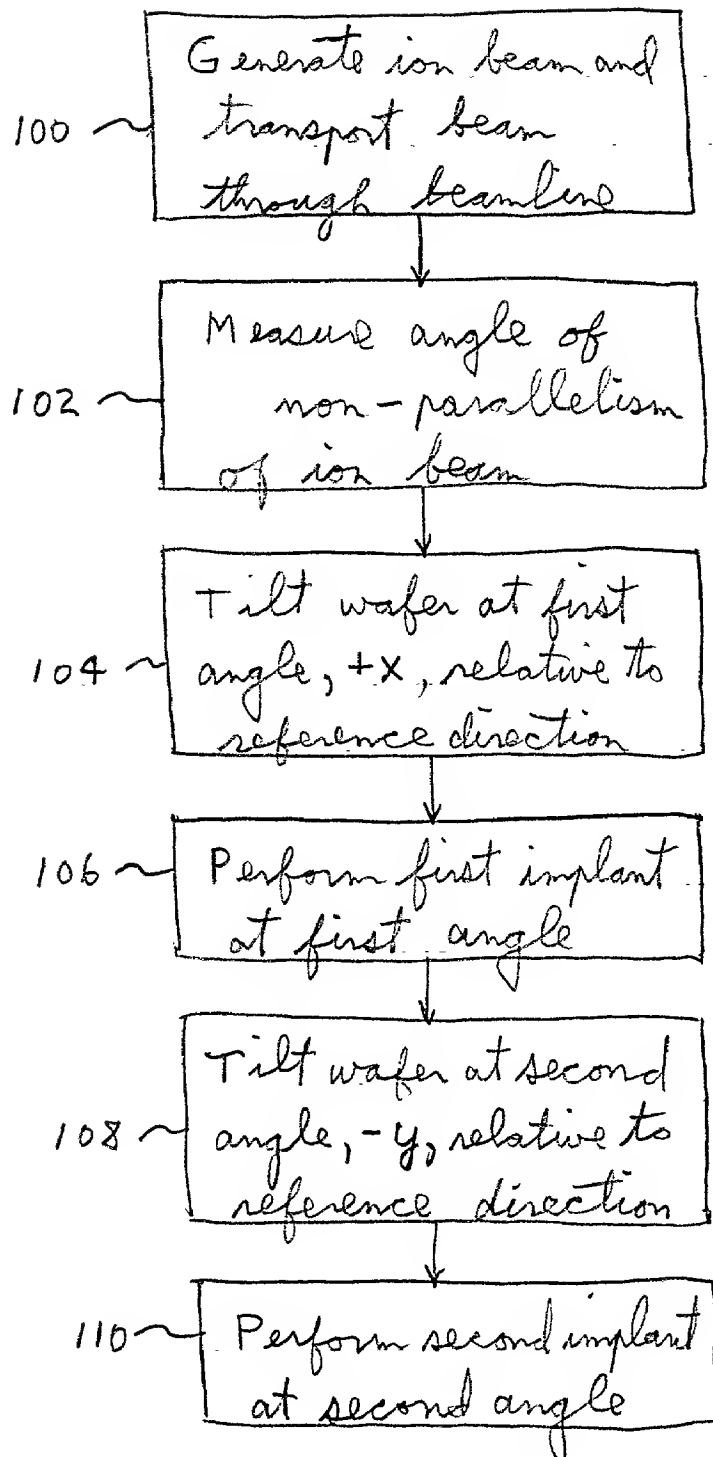 Generate ion beam and
100 transport beam
through beamline
Measure angle of
102 non-parallelism
of ion beam
Tilt wafer at first
104 angle, +x, relative to
reference direction
106 Perform first implant
at first angle
Tilt wafer at second
108 angle, -y, relative to
reference direction
110 Perform second implant
at second angle